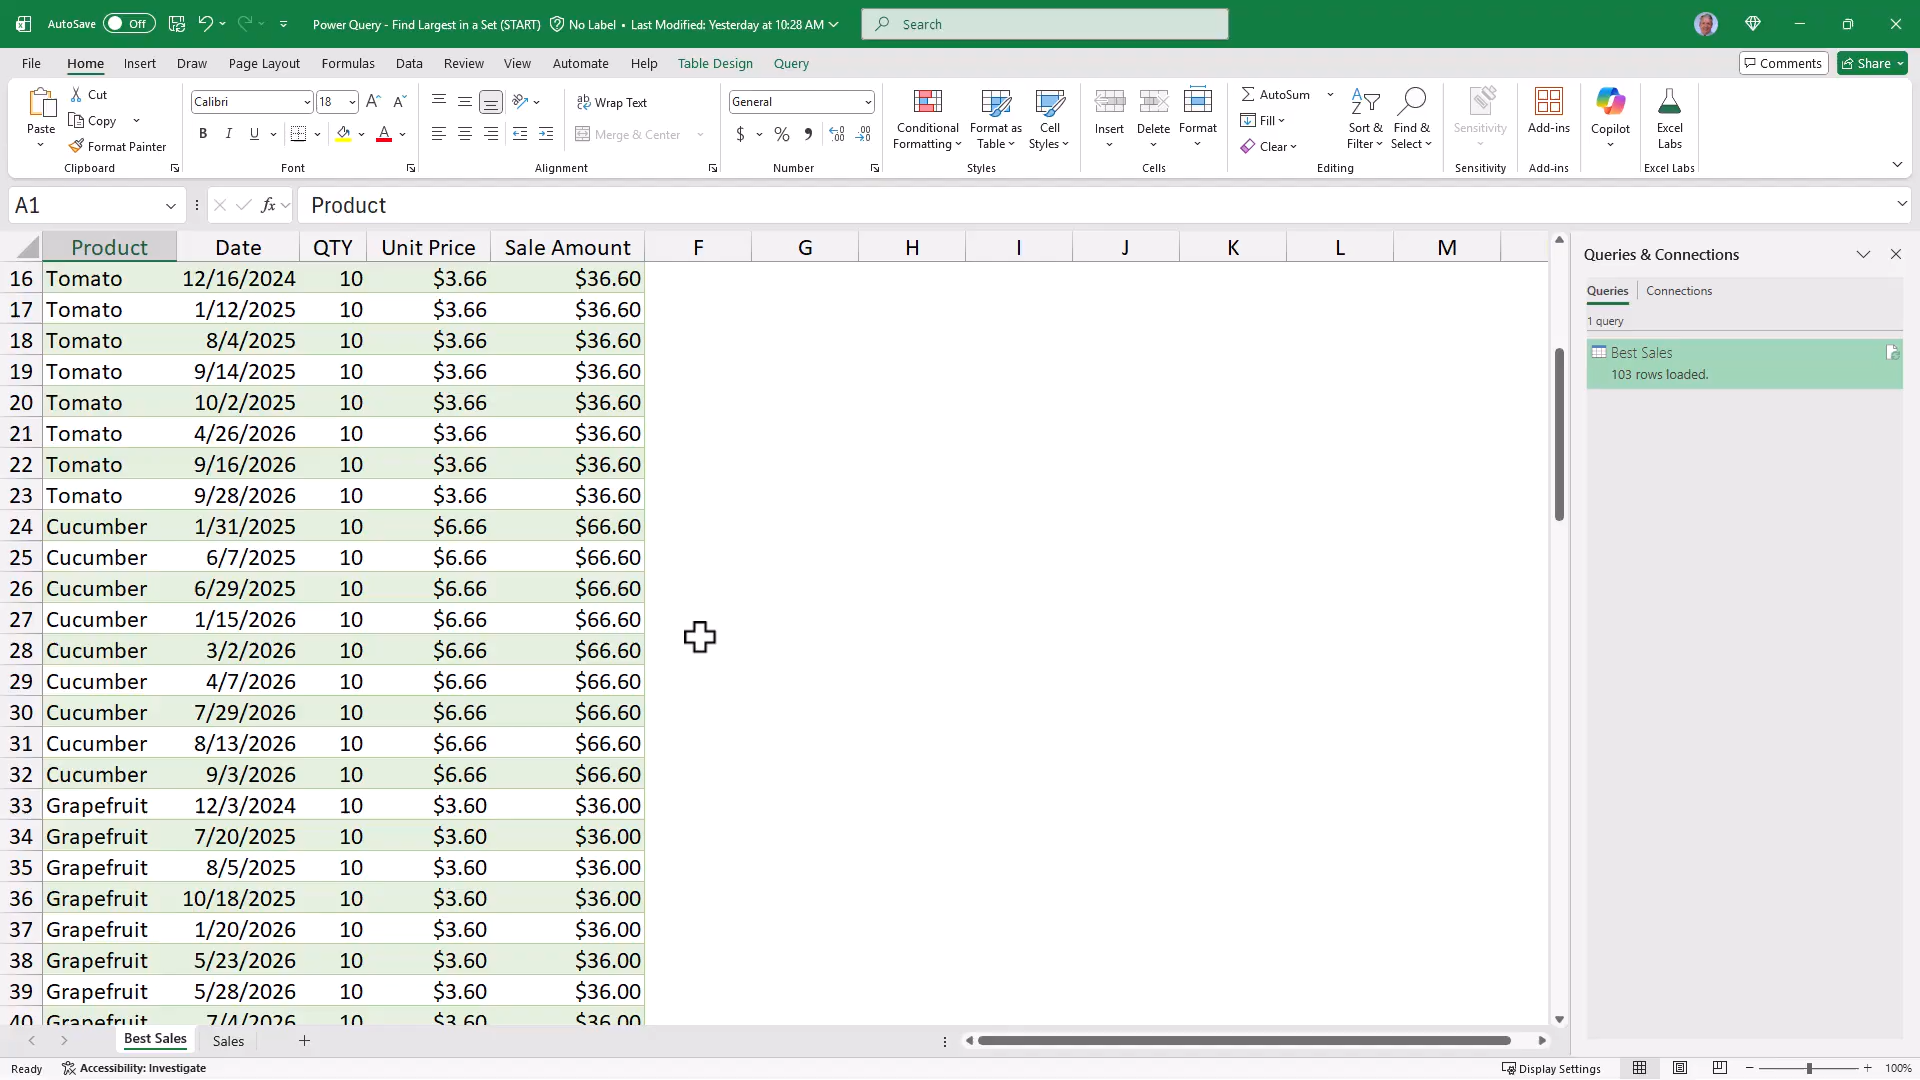 AutoSave Off Power Query - Find Largest in a Set (START) No Label • Last Modified: Yesterday at 10:28 AM Search
File Home Insert Draw Page Layout Formulas Data Review View Automate Help Table Design Query Comments Share
Paste Cut Copy Format Painter Clipboard
Calibri 18 B I U A Font
Wrap Text Merge & Center Alignment
General $ % Number
Conditional Formatting Format as Table Cell Styles Styles
Insert Delete Format Cells
AutoSum Fill Clear Sort & Filter Find & Select Editing
Sensitivity Sensitivity
Add-ins Add-ins
Copilot
Excel Labs Excel Labs
A1 fx Product
Product Date QTY Unit Price Sale Amount F G H I J K L M
16 Tomato 12/16/2024 10 $3.66 $36.60
17 Tomato 1/12/2025 10 $3.66 $36.60
18 Tomato 8/4/2025 10 $3.66 $36.60
19 Tomato 9/14/2025 10 $3.66 $36.60
20 Tomato 10/2/2025 10 $3.66 $36.60
21 Tomato 4/26/2026 10 $3.66 $36.60
22 Tomato 9/16/2026 10 $3.66 $36.60
23 Tomato 9/28/2026 10 $3.66 $36.60
24 Cucumber 1/31/2025 10 $6.66 $66.60
25 Cucumber 6/7/2025 10 $6.66 $66.60
26 Cucumber 6/29/2025 10 $6.66 $66.60
27 Cucumber 1/15/2026 10 $6.66 $66.60
28 Cucumber 3/2/2026 10 $6.66 $66.60
29 Cucumber 4/7/2026 10 $6.66 $66.60
30 Cucumber 7/29/2026 10 $6.66 $66.60
31 Cucumber 8/13/2026 10 $6.66 $66.60
32 Cucumber 9/3/2026 10 $6.66 $66.60
33 Grapefruit 12/3/2024 10 $3.60 $36.00
34 Grapefruit 7/20/2025 10 $3.60 $36.00
35 Grapefruit 8/5/2025 10 $3.60 $36.00
36 Grapefruit 10/18/2025 10 $3.60 $36.00
37 Grapefruit 1/20/2026 10 $3.60 $36.00
38 Grapefruit 5/23/2026 10 $3.60 $36.00
39 Grapefruit 5/28/2026 10 $3.60 $36.00
40 Grapefruit 7/4/2026 10 $3.60 $36.00
Queries & Connections
Queries Connections
1 query
Best Sales
103 rows loaded.
Best Sales Sales
Ready Accessibility: Investigate Display Settings 100%